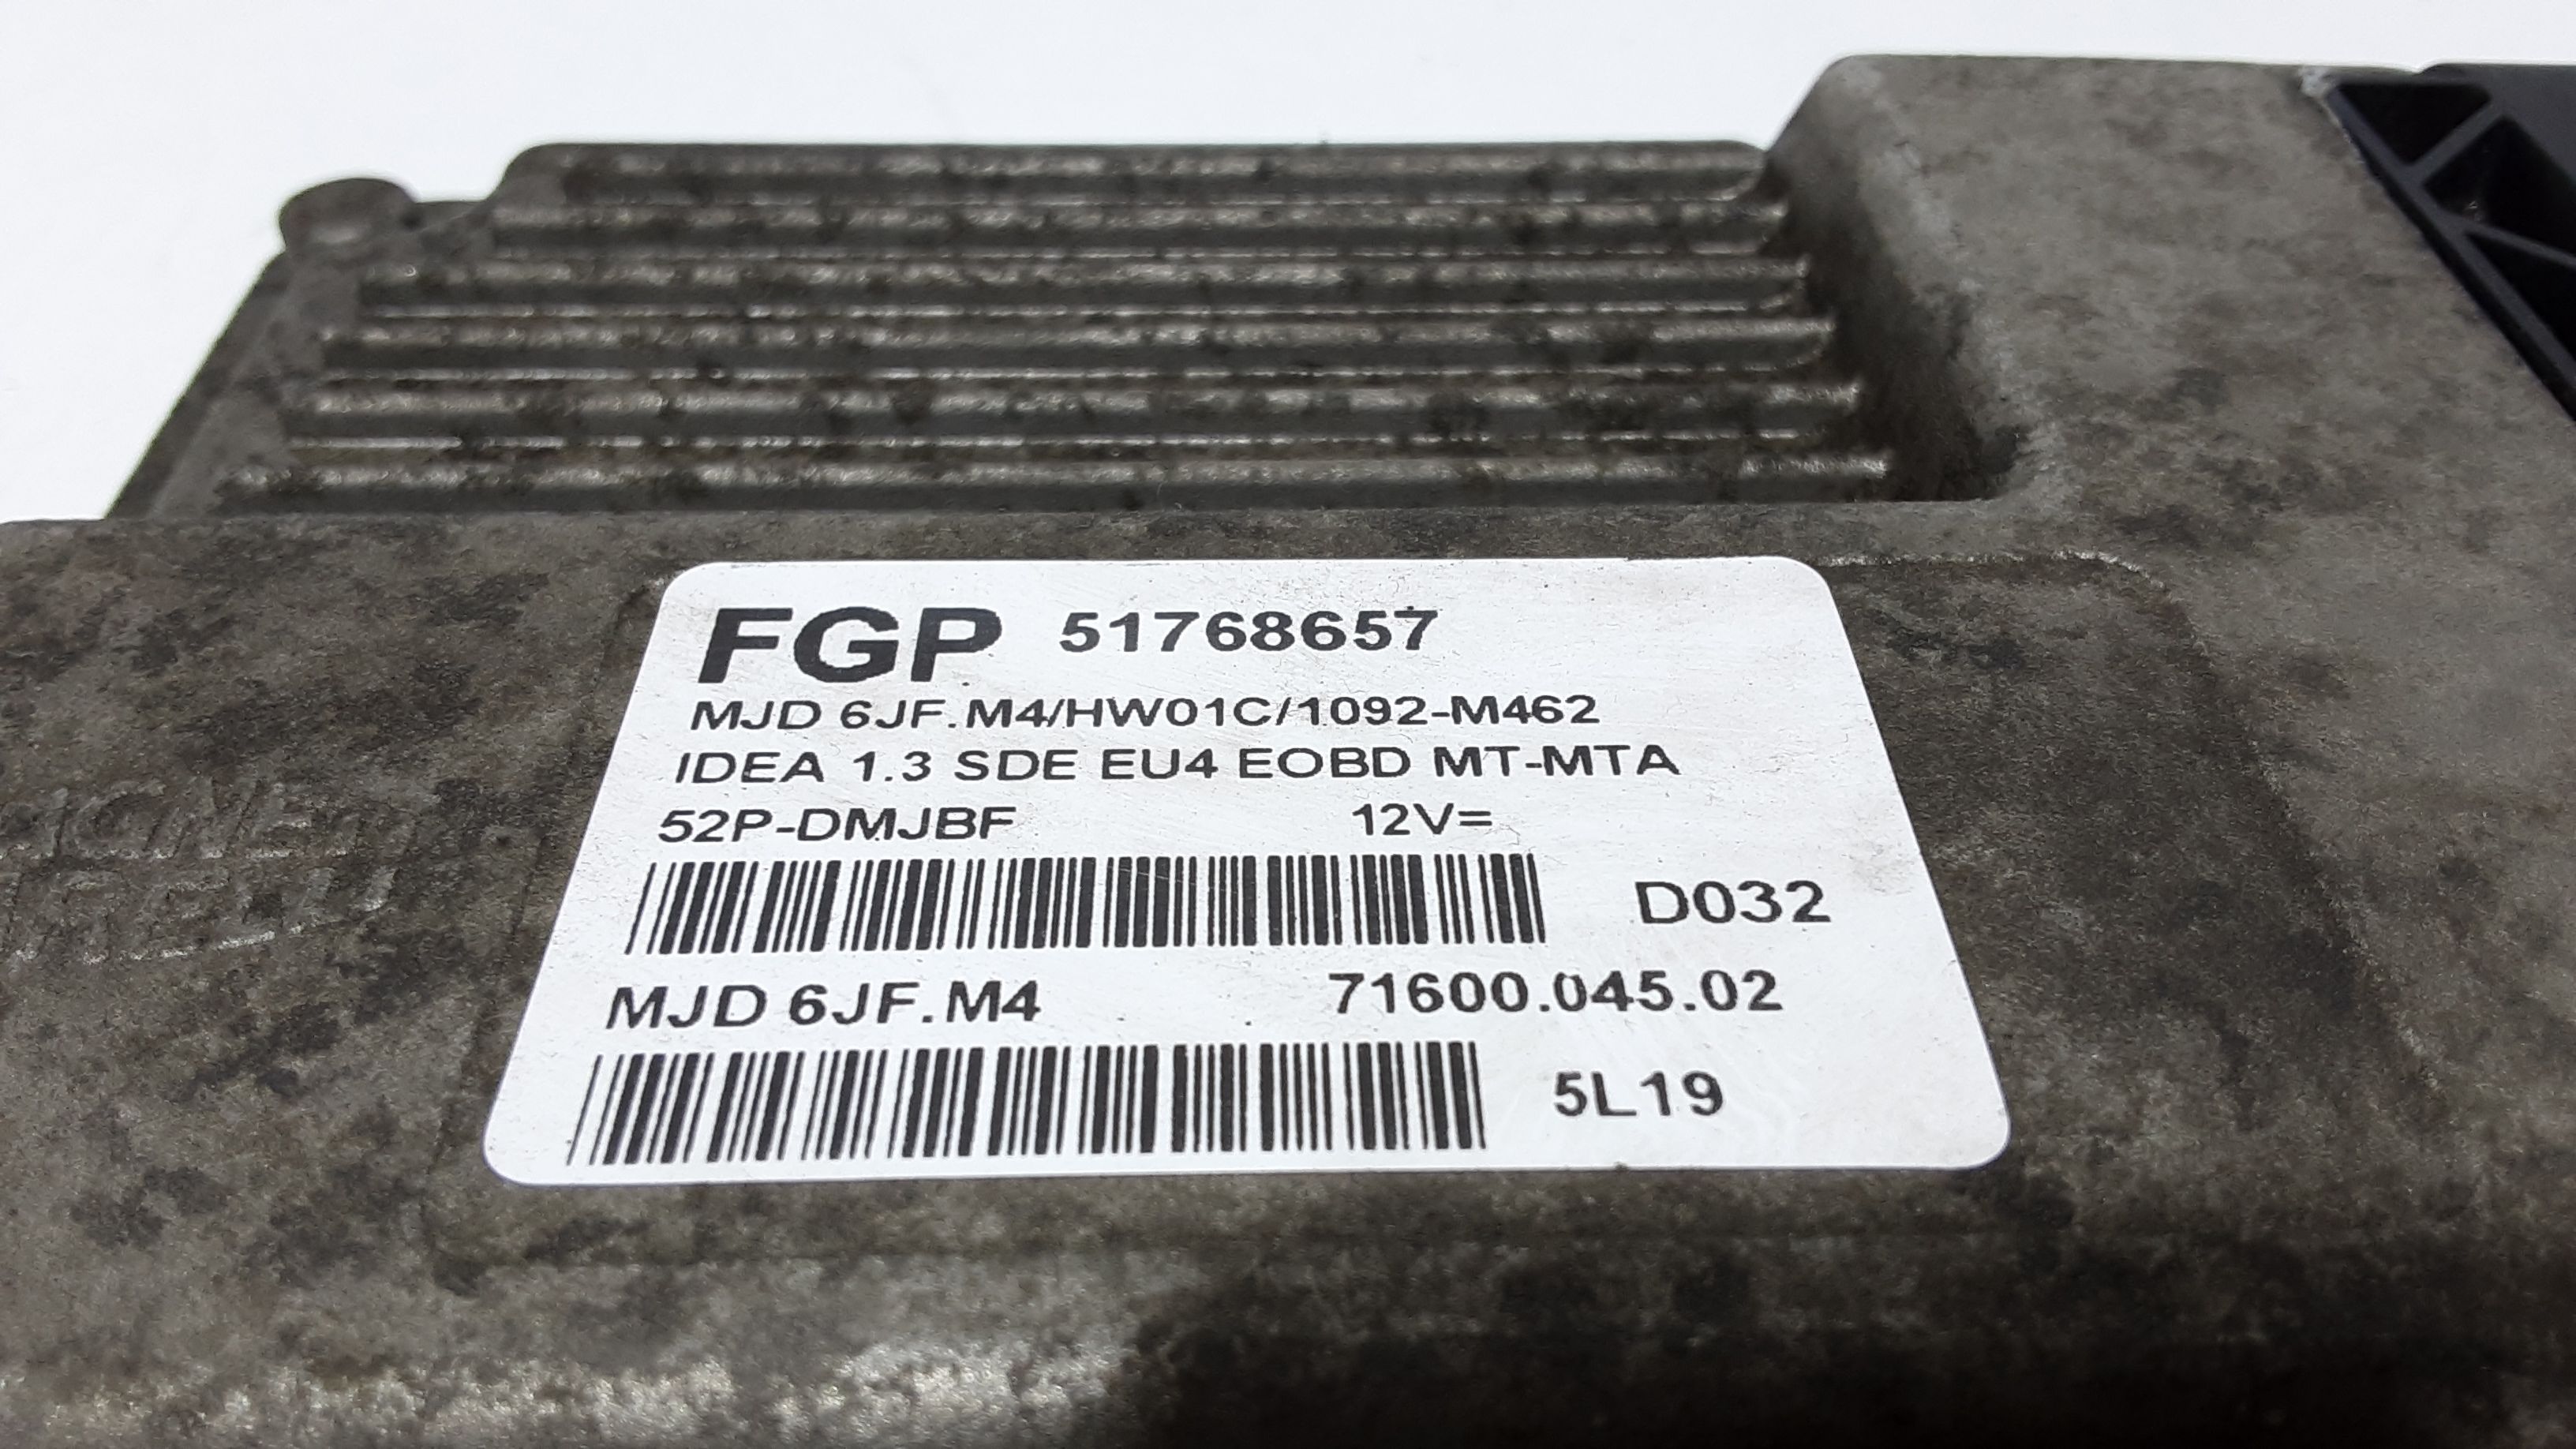 FGP 51768657
MJD 6JF.M4/HW01C/1092-M462
IDEA 1.3 SDE EU4 EOBD MT-MTA
52P-DMJBF 12V=
D032
MJD 6JF.M4 71600.045.02
5L19